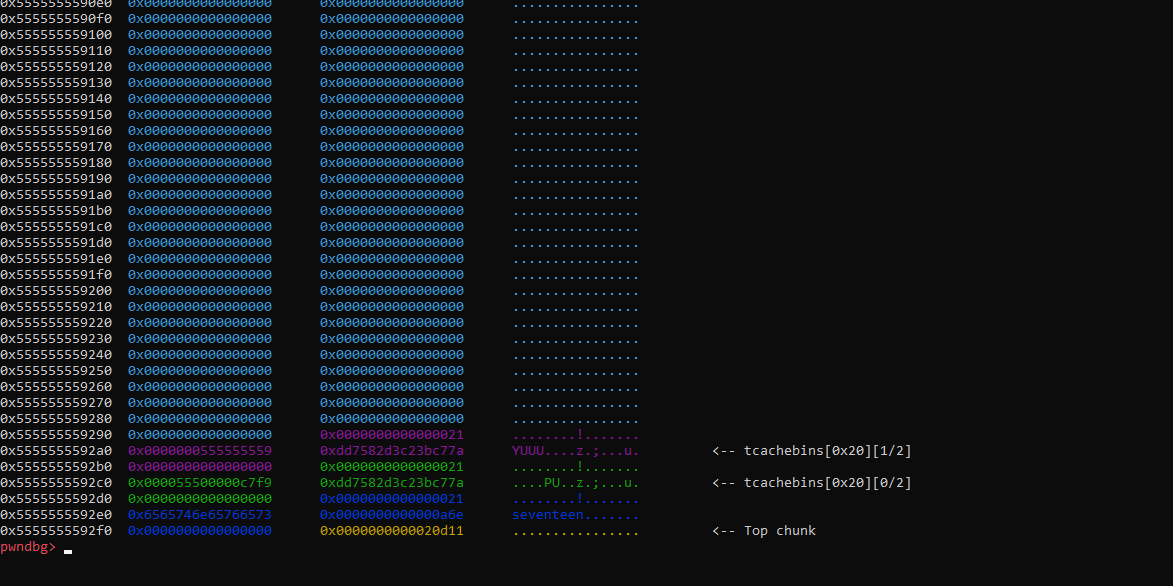 0x5555555590e0 0x0000000000000000 0x0000000000000000 ................
0x5555555590f0 0x0000000000000000 0x0000000000000000 ................
0x555555559100 0x0000000000000000 0x0000000000000000 ................
0x555555559110 0x0000000000000000 0x0000000000000000 ................
0x555555559120 0x0000000000000000 0x0000000000000000 ................
0x555555559130 0x0000000000000000 0x0000000000000000 ................
0x555555559140 0x0000000000000000 0x0000000000000000 ................
0x555555559150 0x0000000000000000 0x0000000000000000 ................
0x555555559160 0x0000000000000000 0x0000000000000000 ................
0x555555559170 0x0000000000000000 0x0000000000000000 ................
0x555555559180 0x0000000000000000 0x0000000000000000 ................
0x555555559190 0x0000000000000000 0x0000000000000000 ................
0x5555555591a0 0x0000000000000000 0x0000000000000000 ................
0x5555555591b0 0x0000000000000000 0x0000000000000000 ................
0x5555555591c0 0x0000000000000000 0x0000000000000000 ................
0x5555555591d0 0x0000000000000000 0x0000000000000000 ................
0x5555555591e0 0x0000000000000000 0x0000000000000000 ................
0x5555555591f0 0x0000000000000000 0x0000000000000000 ................
0x555555559200 0x0000000000000000 0x0000000000000000 ................
0x555555559210 0x0000000000000000 0x0000000000000000 ................
0x555555559220 0x0000000000000000 0x0000000000000000 ................
0x555555559230 0x0000000000000000 0x0000000000000000 ................
0x555555559240 0x0000000000000000 0x0000000000000000 ................
0x555555559250 0x0000000000000000 0x0000000000000000 ................
0x555555559260 0x0000000000000000 0x0000000000000000 ................
0x555555559270 0x0000000000000000 0x0000000000000000 ................
0x555555559280 0x0000000000000000 0x0000000000000000 ................
0x555555559290 0x0000000000000000 0x0000000000000021 ........!.......
0x5555555592a0 0x0000000555555559 0xdd7582d3c23bc77a YUUU....z.;...u. <-- tcachebins[0x20][1/2]
0x5555555592b0 0x0000000000000000 0x0000000000000021 ........!.......
0x5555555592c0 0x000055500000c7f9 0xdd7582d3c23bc77a ....PU..z.;...u. <-- tcachebins[0x20][0/2]
0x5555555592d0 0x0000000000000000 0x0000000000000021 ........!.......
0x5555555592e0 0x6565746e65766573 0x0000000000000a6e seventeen.......
0x5555555592f0 0x0000000000000000 0x0000000000020d11 ................ <-- Top chunk
pwndbg>